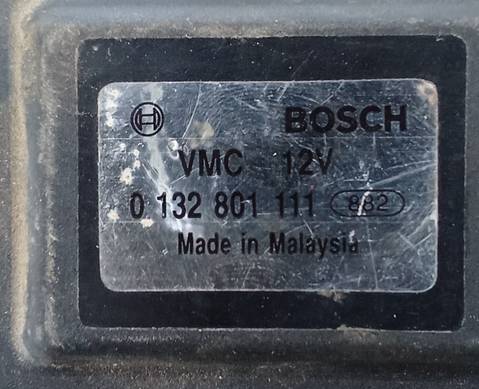 BOSCH
VMC 12V
0 132 801 111 882
Made in Malaysia